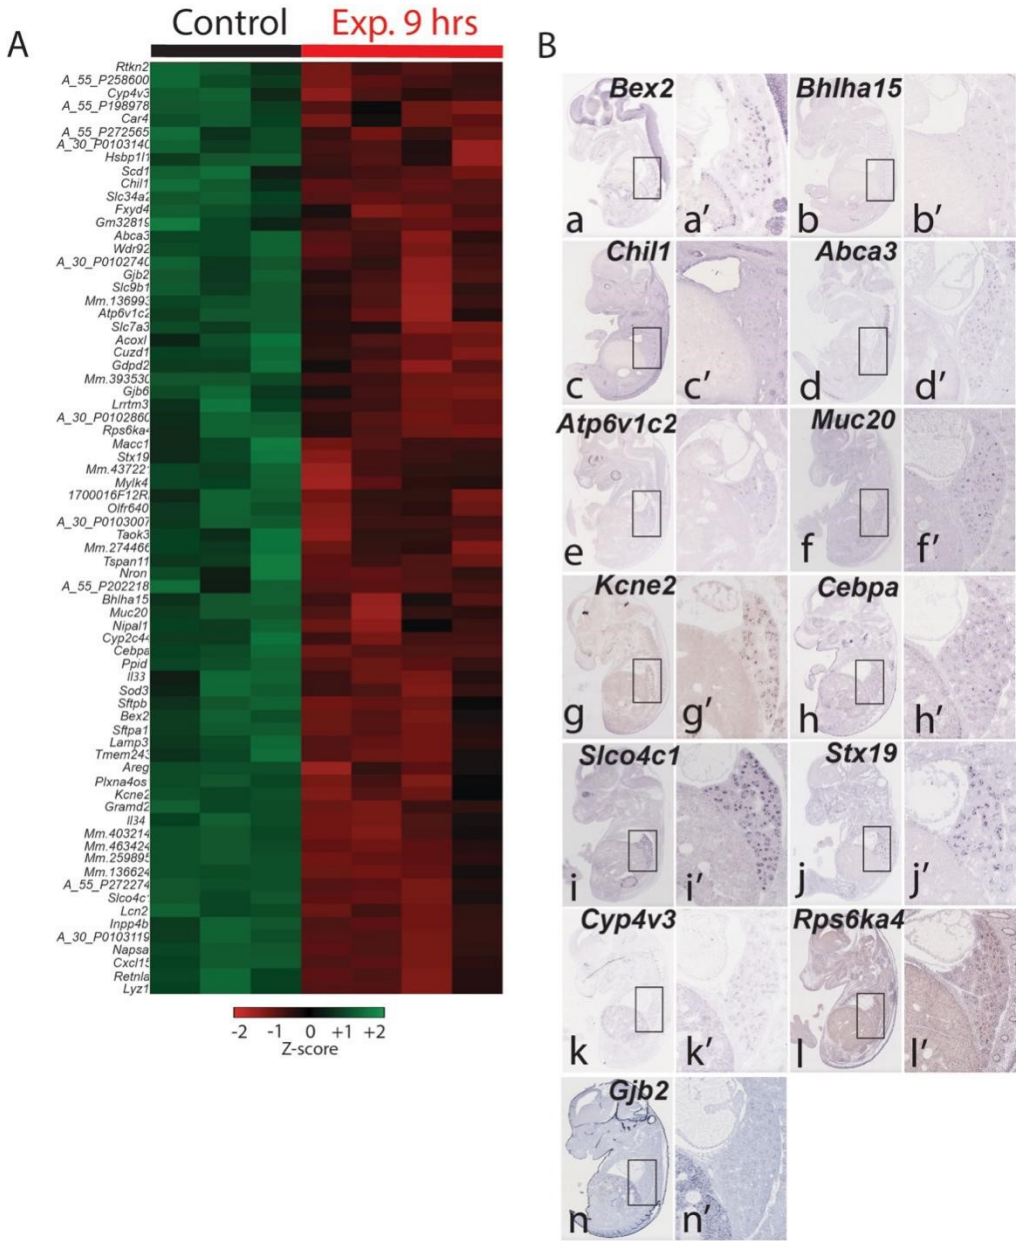 A
Control
Exp. 9 hrs
Rtkn2
A_55_P258600
Cyp4v3
A_55_P198978
Car4
A_55_P272565
A_30_P0103140
Hsbp1l1
Scd1
Chil1
Slc34a2
Fxyd4
Gm32819
Abca3
Wdr92
A_30_P0102740
Gjb2
Slc9b1
Mm.136993
Atp6v1c2
Slc7a3
Acoxl
Cuzd1
Gdpd2
Mm.393530
Gjb6
Lrrtm3
A_30_P0102860
Rps6ka4
Macc1
Stx19
Mm.43722
Mylk4
1700016F12R
Olfr640
A_30_P0103007
Taok3
Mm.274466
Tspan11
Nron
A_55_P202218
Bhlha15
Muc20
Nipal1
Cyp2c44
Cebpa
Ppid
Il33
Sod3
Sftpb
Bex2
Sftpa1
Lamp3
Tmem243
Areg
Plxna4os
Kcne2
Gramd2
Il34
Mm.403214
Mm.463424
Mm.259895
Mm.136624
A_55_P272274
Slco4c
Lcn2
Inpp4b
A_30_P0103119
Napsa
Cxcl15
Retnla
Lyz1
-2 -1 0 +1 +2
Z-score
B
Bex2
a a′
Bhlha15
b b′
Chil1
c c′
Abca3
d d′
Atp6v1c2
e e′
Muc20
f f′
Kcne2
g g′
Cebpa
h h′
Slco4c1
i i′
Stx19
j j′
Cyp4v3
k k′
Rps6ka4
l l′
Gjb2
n n′